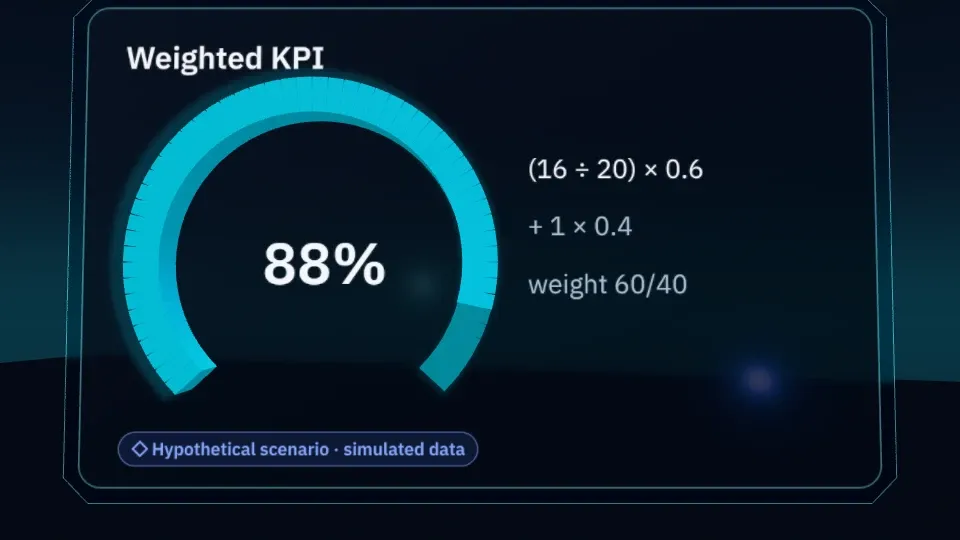 Weighted KPI
88%
(16 ÷ 20) × 0.6
+ 1 × 0.4
weight 60/40
Hypothetical scenario · simulated data